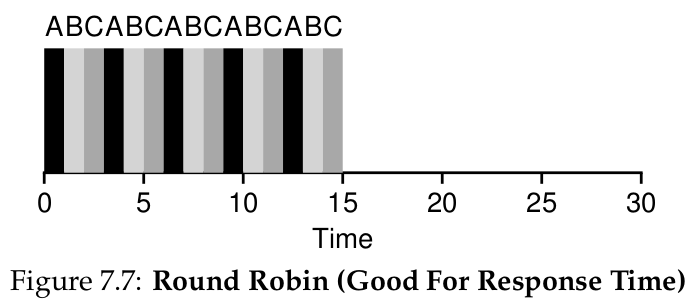 ABCABCABCABCABC
0 5 10 15 20 25 30
Time
Figure 7.7: Round Robin (Good For Response Time)